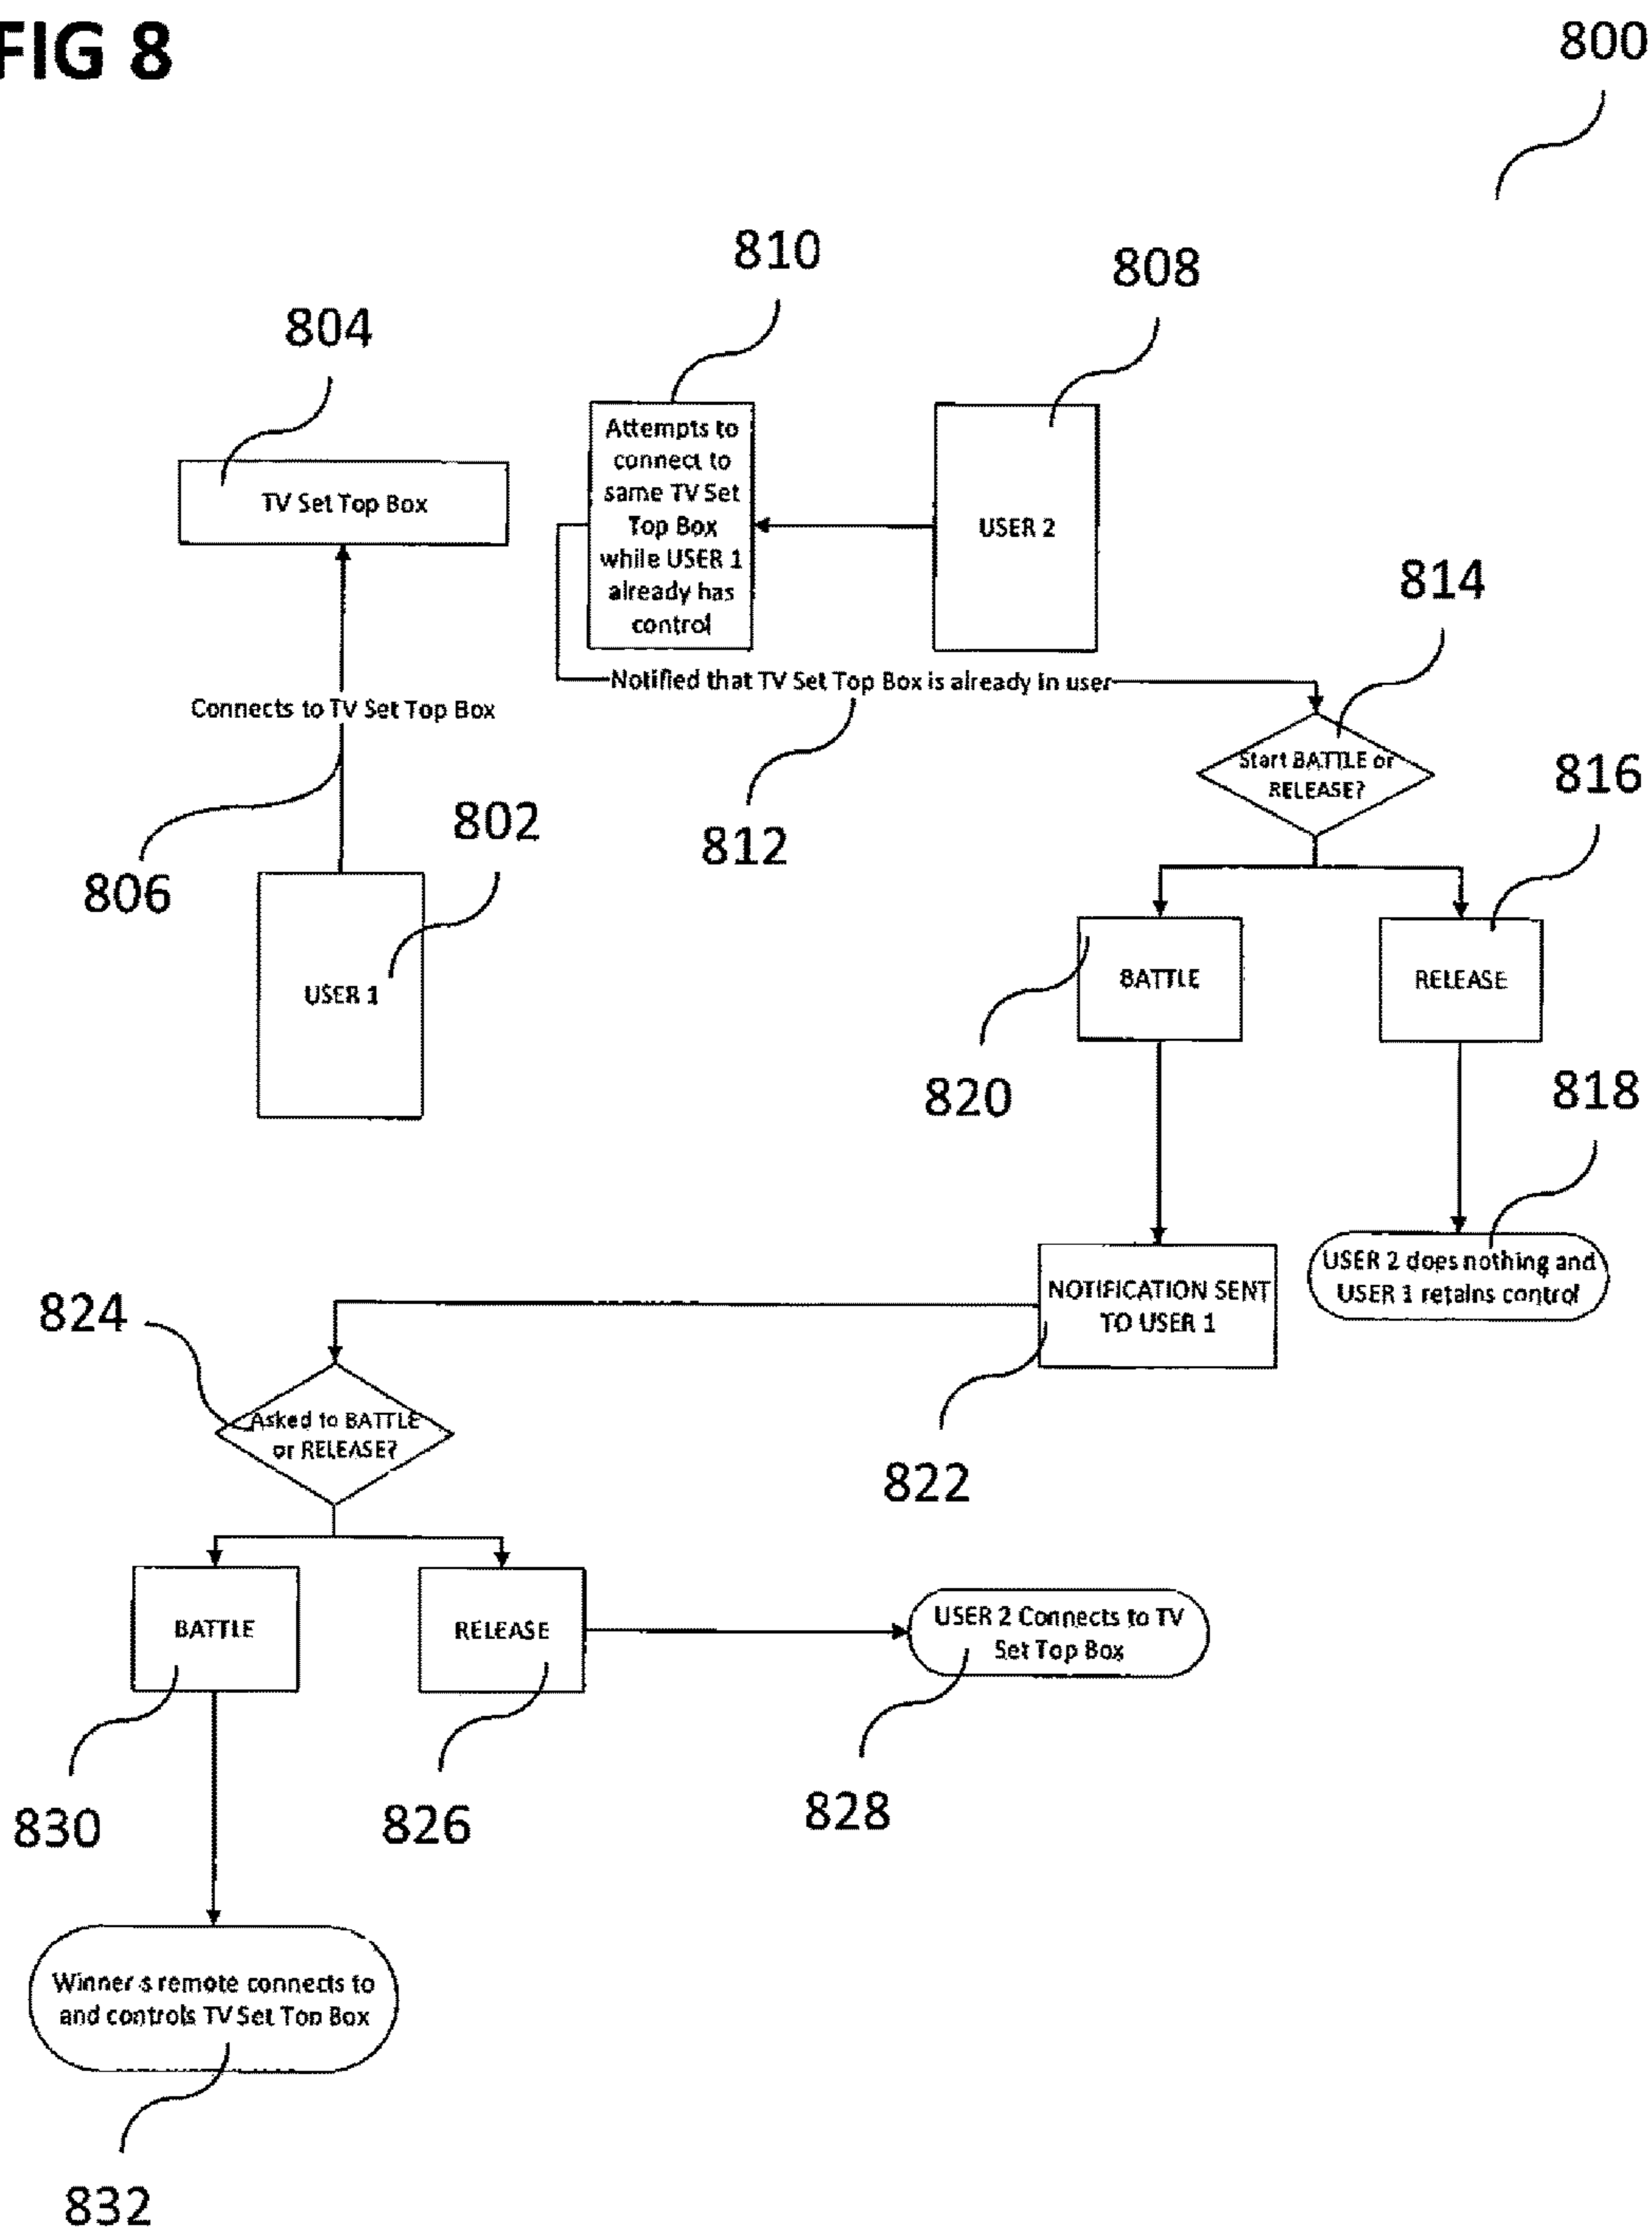 FIG 8
800
810
808
804
Attempts to
connect to
same TV Set
Top Box
while USER 1
already has
control
TV Set Top Box
USER 2
814
Notified that TV Set Top Box is already in user
Connects to TV Set Top Box
Start BATTLE or
RELEASE?
816
802
812
806
USER 1
BATTLE
RELEASE
820
818
NOTIFICATION SENT
TO USER 1
USER 2 does nothing and
USER 1 retains control
824
Asked to BATTLE
or RELEASE?
822
BATTLE
RELEASE
USER 2 Connects to TV
Set Top Box
830
826
828
Winner s remote connects to
and controls TV Set Top Box
832